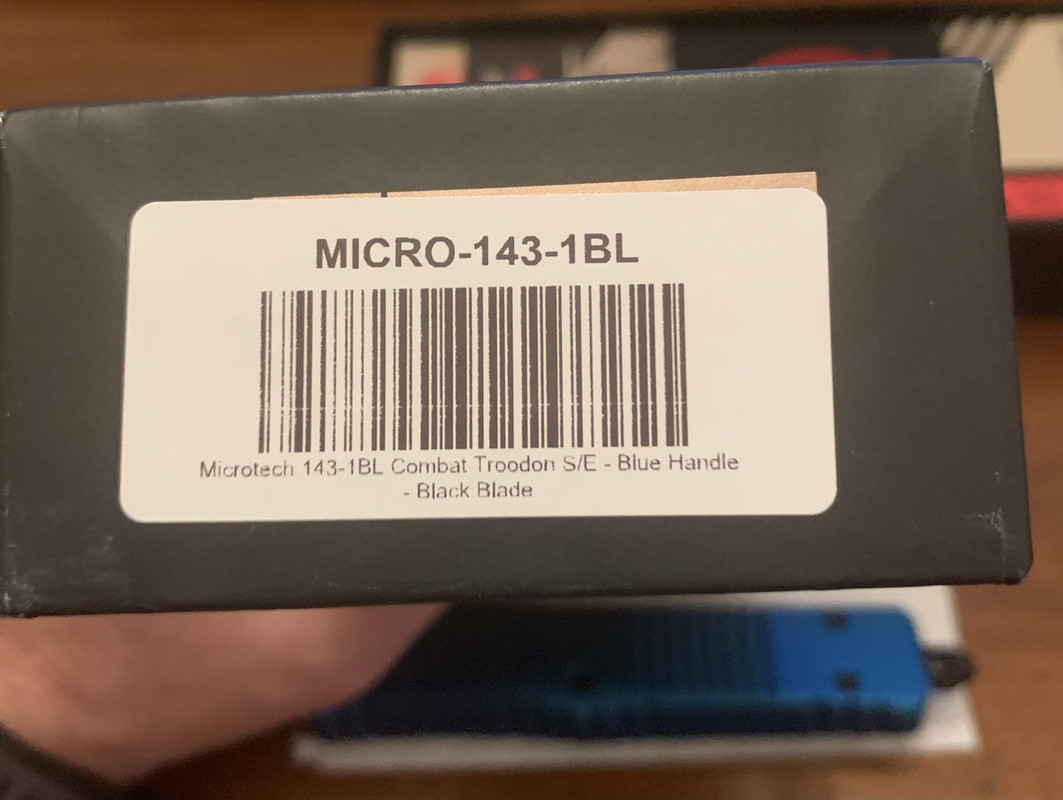 MICRO-143-1BL
Microtech 143-1BL Combat Troodon S/E - Blue Handle
- Black Blade